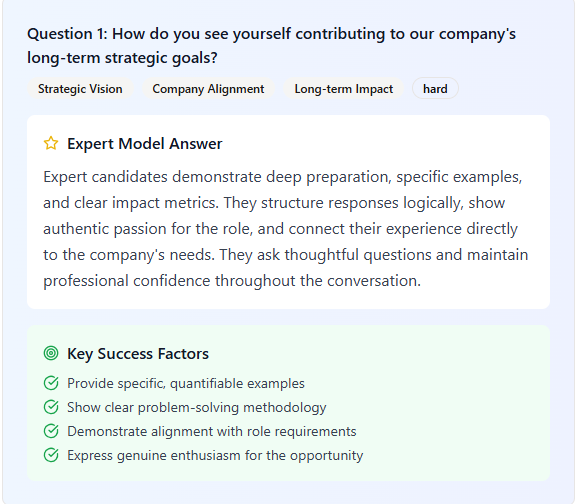 Question 1: How do you see yourself contributing to our company's
long-term strategic goals?
Strategic Vision Company Alignment Long-term Impact hard
Expert Model Answer
Expert candidates demonstrate deep preparation, specific examples,
and clear impact metrics. They structure responses logically, show
authentic passion for the role, and connect their experience directly
to the company's needs. They ask thoughtful questions and maintain
professional confidence throughout the conversation.
Key Success Factors
Provide specific, quantifiable examples
Show clear problem-solving methodology
Demonstrate alignment with role requirements
Express genuine enthusiasm for the opportunity